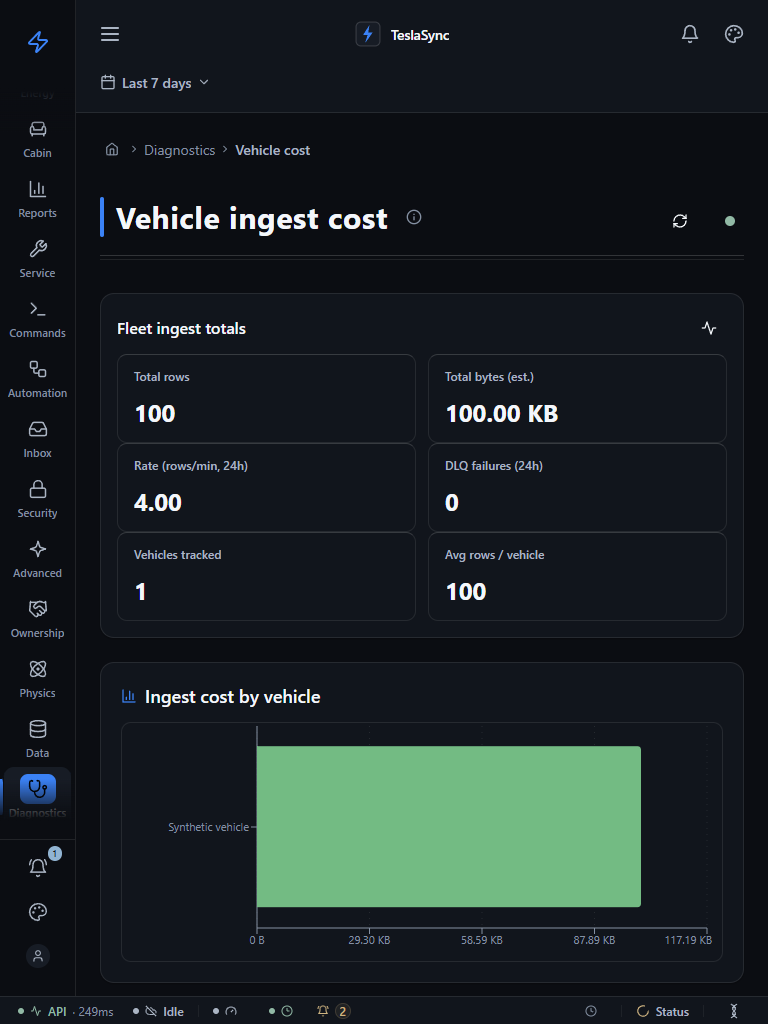 TeslaSync
Last 7 days
Energy
Cabin
Reports
Service
Commands
Automation
Inbox
Security
Advanced
Ownership
Physics
Data
Diagnostics
1
Diagnostics
Vehicle cost
Vehicle ingest cost
Fleet ingest totals
Total rows
100
Total bytes (est.)
100.00 KB
Rate (rows/min, 24h)
4.00
DLQ failures (24h)
0
Vehicles tracked
1
Avg rows / vehicle
100
Ingest cost by vehicle
Synthetic vehicle
0 B
29.30 KB
58.59 KB
87.89 KB
117.19 KB
API · 249ms
Idle
2
Status